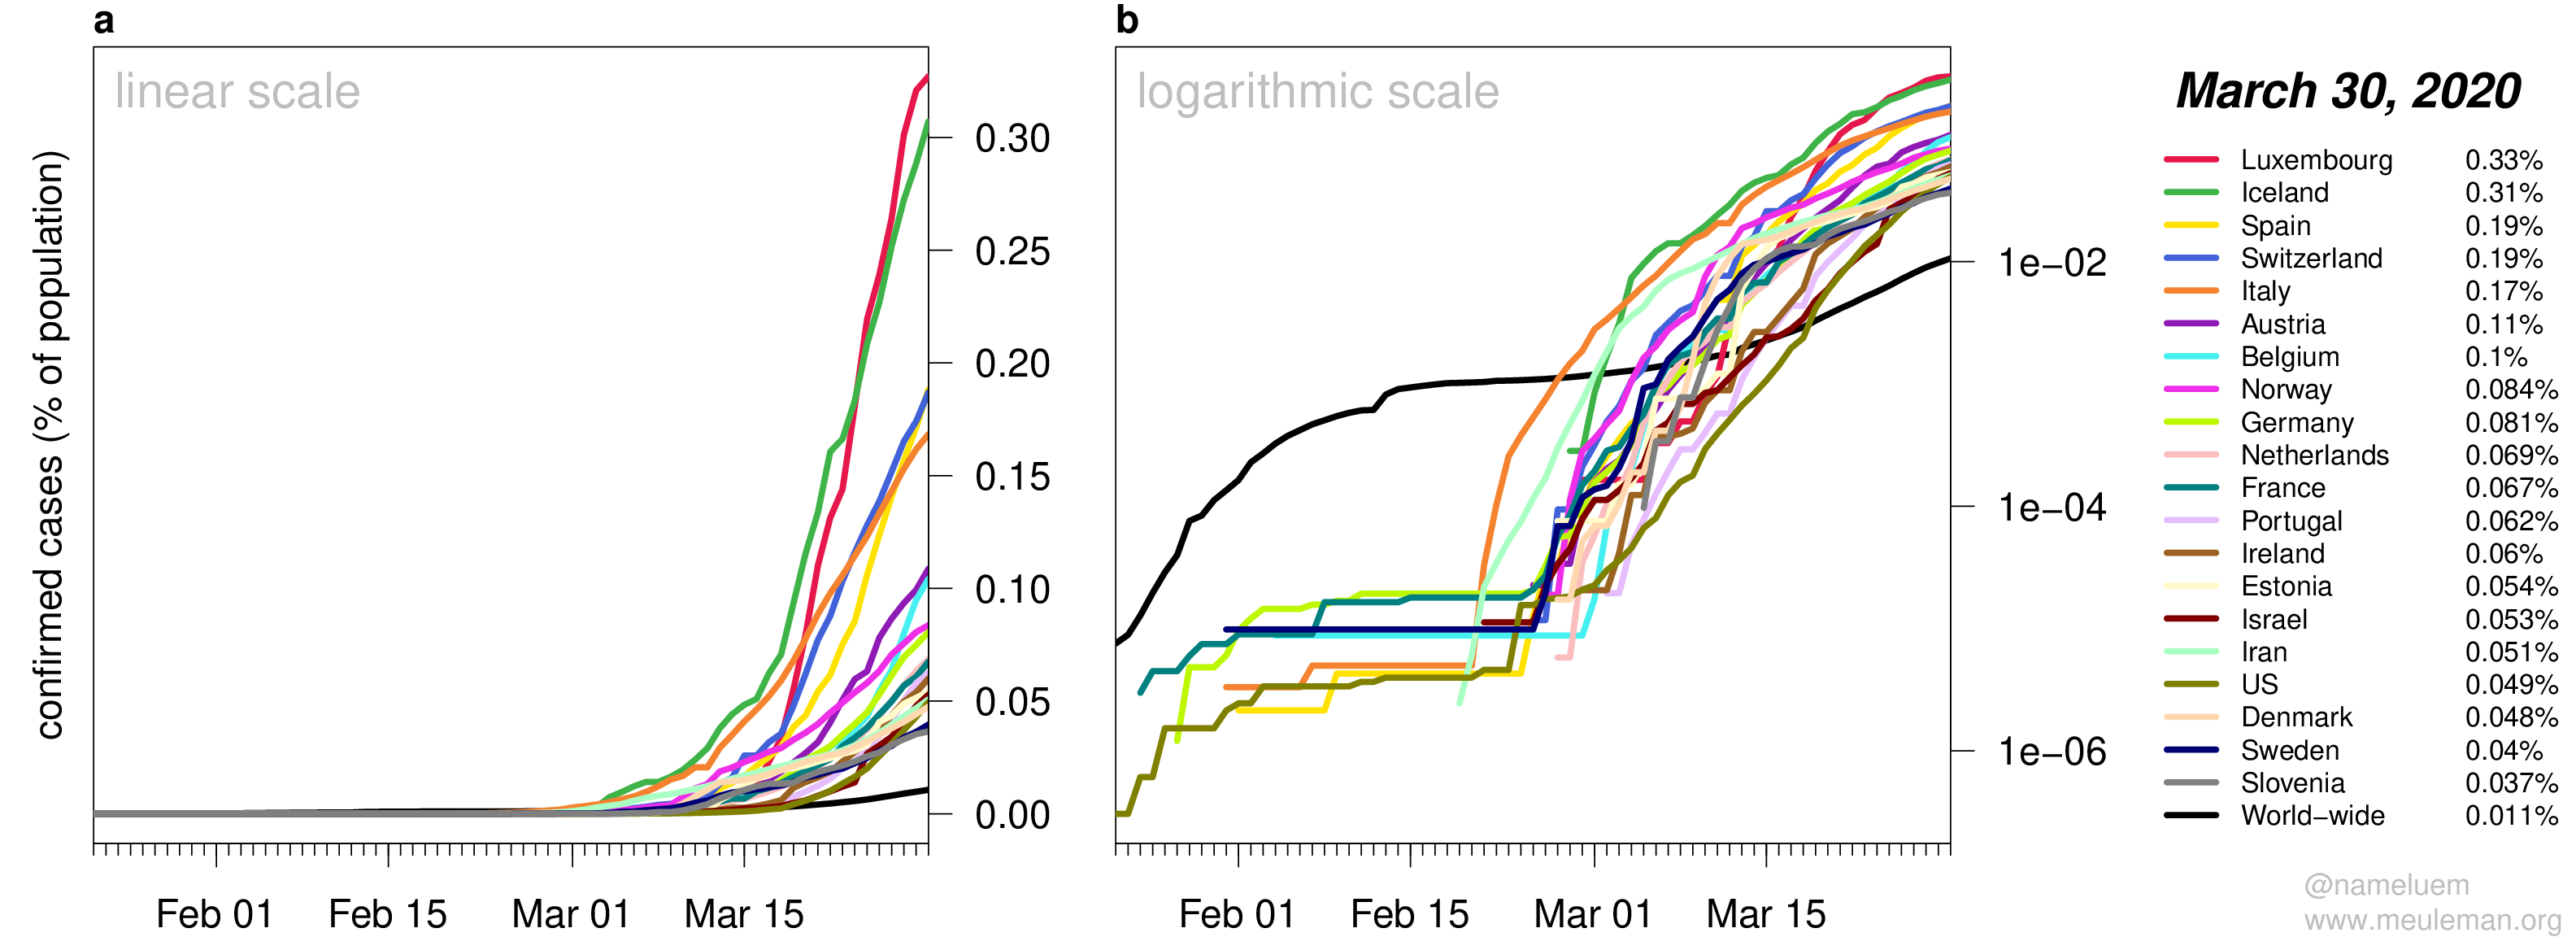 a
linear scale
confirmed cases (% of population)
0.30
0.25
0.20
0.15
0.10
0.05
0.00
Feb 01 Feb 15 Mar 01 Mar 15
b
logarithmic scale
1e−02
1e−04
1e−06
Feb 01 Feb 15 Mar 01 Mar 15
March 30, 2020
Luxembourg 0.33%
Iceland 0.31%
Spain 0.19%
Switzerland 0.19%
Italy 0.17%
Austria 0.11%
Belgium 0.1%
Norway 0.084%
Germany 0.081%
Netherlands 0.069%
France 0.067%
Portugal 0.062%
Ireland 0.06%
Estonia 0.054%
Israel 0.053%
Iran 0.051%
US 0.049%
Denmark 0.048%
Sweden 0.04%
Slovenia 0.037%
World−wide 0.011%
@nameluem
www.meuleman.org